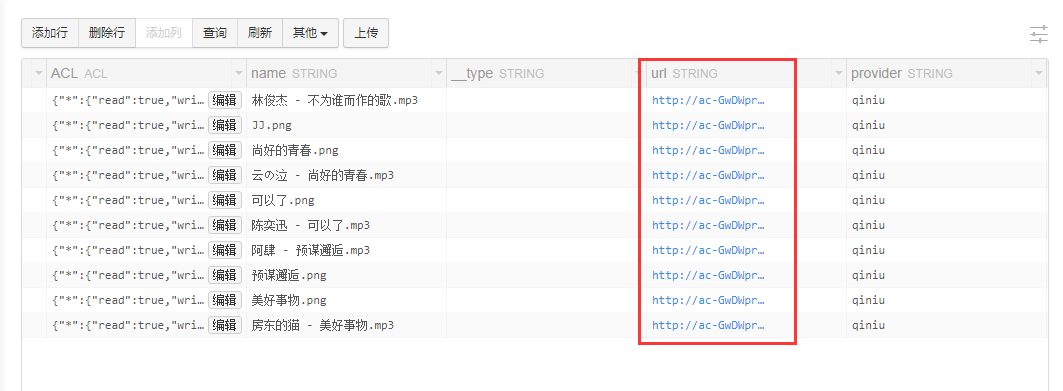 添加行 删除行 添加列 查询 刷新 其他 上传
ACL ACL name STRING __type STRING url STRING provider STRING
{"*":{"read":true,"wri… 编辑 林俊杰 - 不为谁而作的歌.mp3 http://ac-GwDWpr… qiniu
{"*":{"read":true,"wri… 编辑 JJ.png http://ac-GwDWpr… qiniu
{"*":{"read":true,"wri… 编辑 尚好的青春.png http://ac-GwDWpr… qiniu
{"*":{"read":true,"wri… 编辑 云の泣 - 尚好的青春.mp3 http://ac-GwDWpr… qiniu
{"*":{"read":true,"wri… 编辑 可以了.png http://ac-GwDWpr… qiniu
{"*":{"read":true,"wri… 编辑 陈奕迅 - 可以了.mp3 http://ac-GwDWpr… qiniu
{"*":{"read":true,"wri… 编辑 阿肆 - 预谋邂逅.mp3 http://ac-GwDWpr… qiniu
{"*":{"read":true,"wri… 编辑 预谋邂逅.png http://ac-GwDWpr… qiniu
{"*":{"read":true,"wri… 编辑 美好事物.png http://ac-GwDWpr… qiniu
{"*":{"read":true,"wri… 编辑 房东的猫 - 美好事物.mp3 http://ac-GwDWpr… qiniu